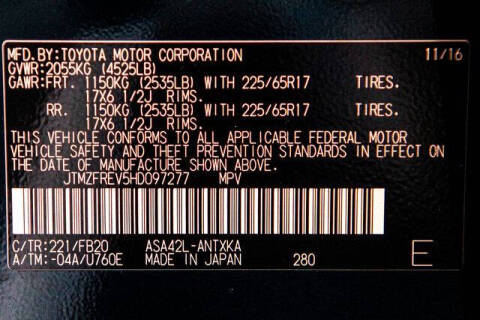 MFD.BY:TOYOTA MOTOR CORPORATION 11/16
GVWR:2055KG (4525LB)
GAWR:FRT. 1150KG (2535LB) WITH 225/65R17 TIRES.
17X6 1/2J RIMS.
RR. 1150KG (2535LB) WITH 225/65R17 TIRES.
17X6 1/2J RIMS.
THIS VEHICLE CONFORMS TO ALL APPLICABLE FEDERAL MOTOR
VEHICLE SAFETY AND THEFT PREVENTION STANDARDS IN EFFECT ON
THE DATE OF MANUFACTURE SHOWN ABOVE.
JTMZFREV5HD097277 MPV
C/TR:221/FB20 ASA42L-ANTXKA
A/TM:-04A/U760E MADE IN JAPAN 280 E